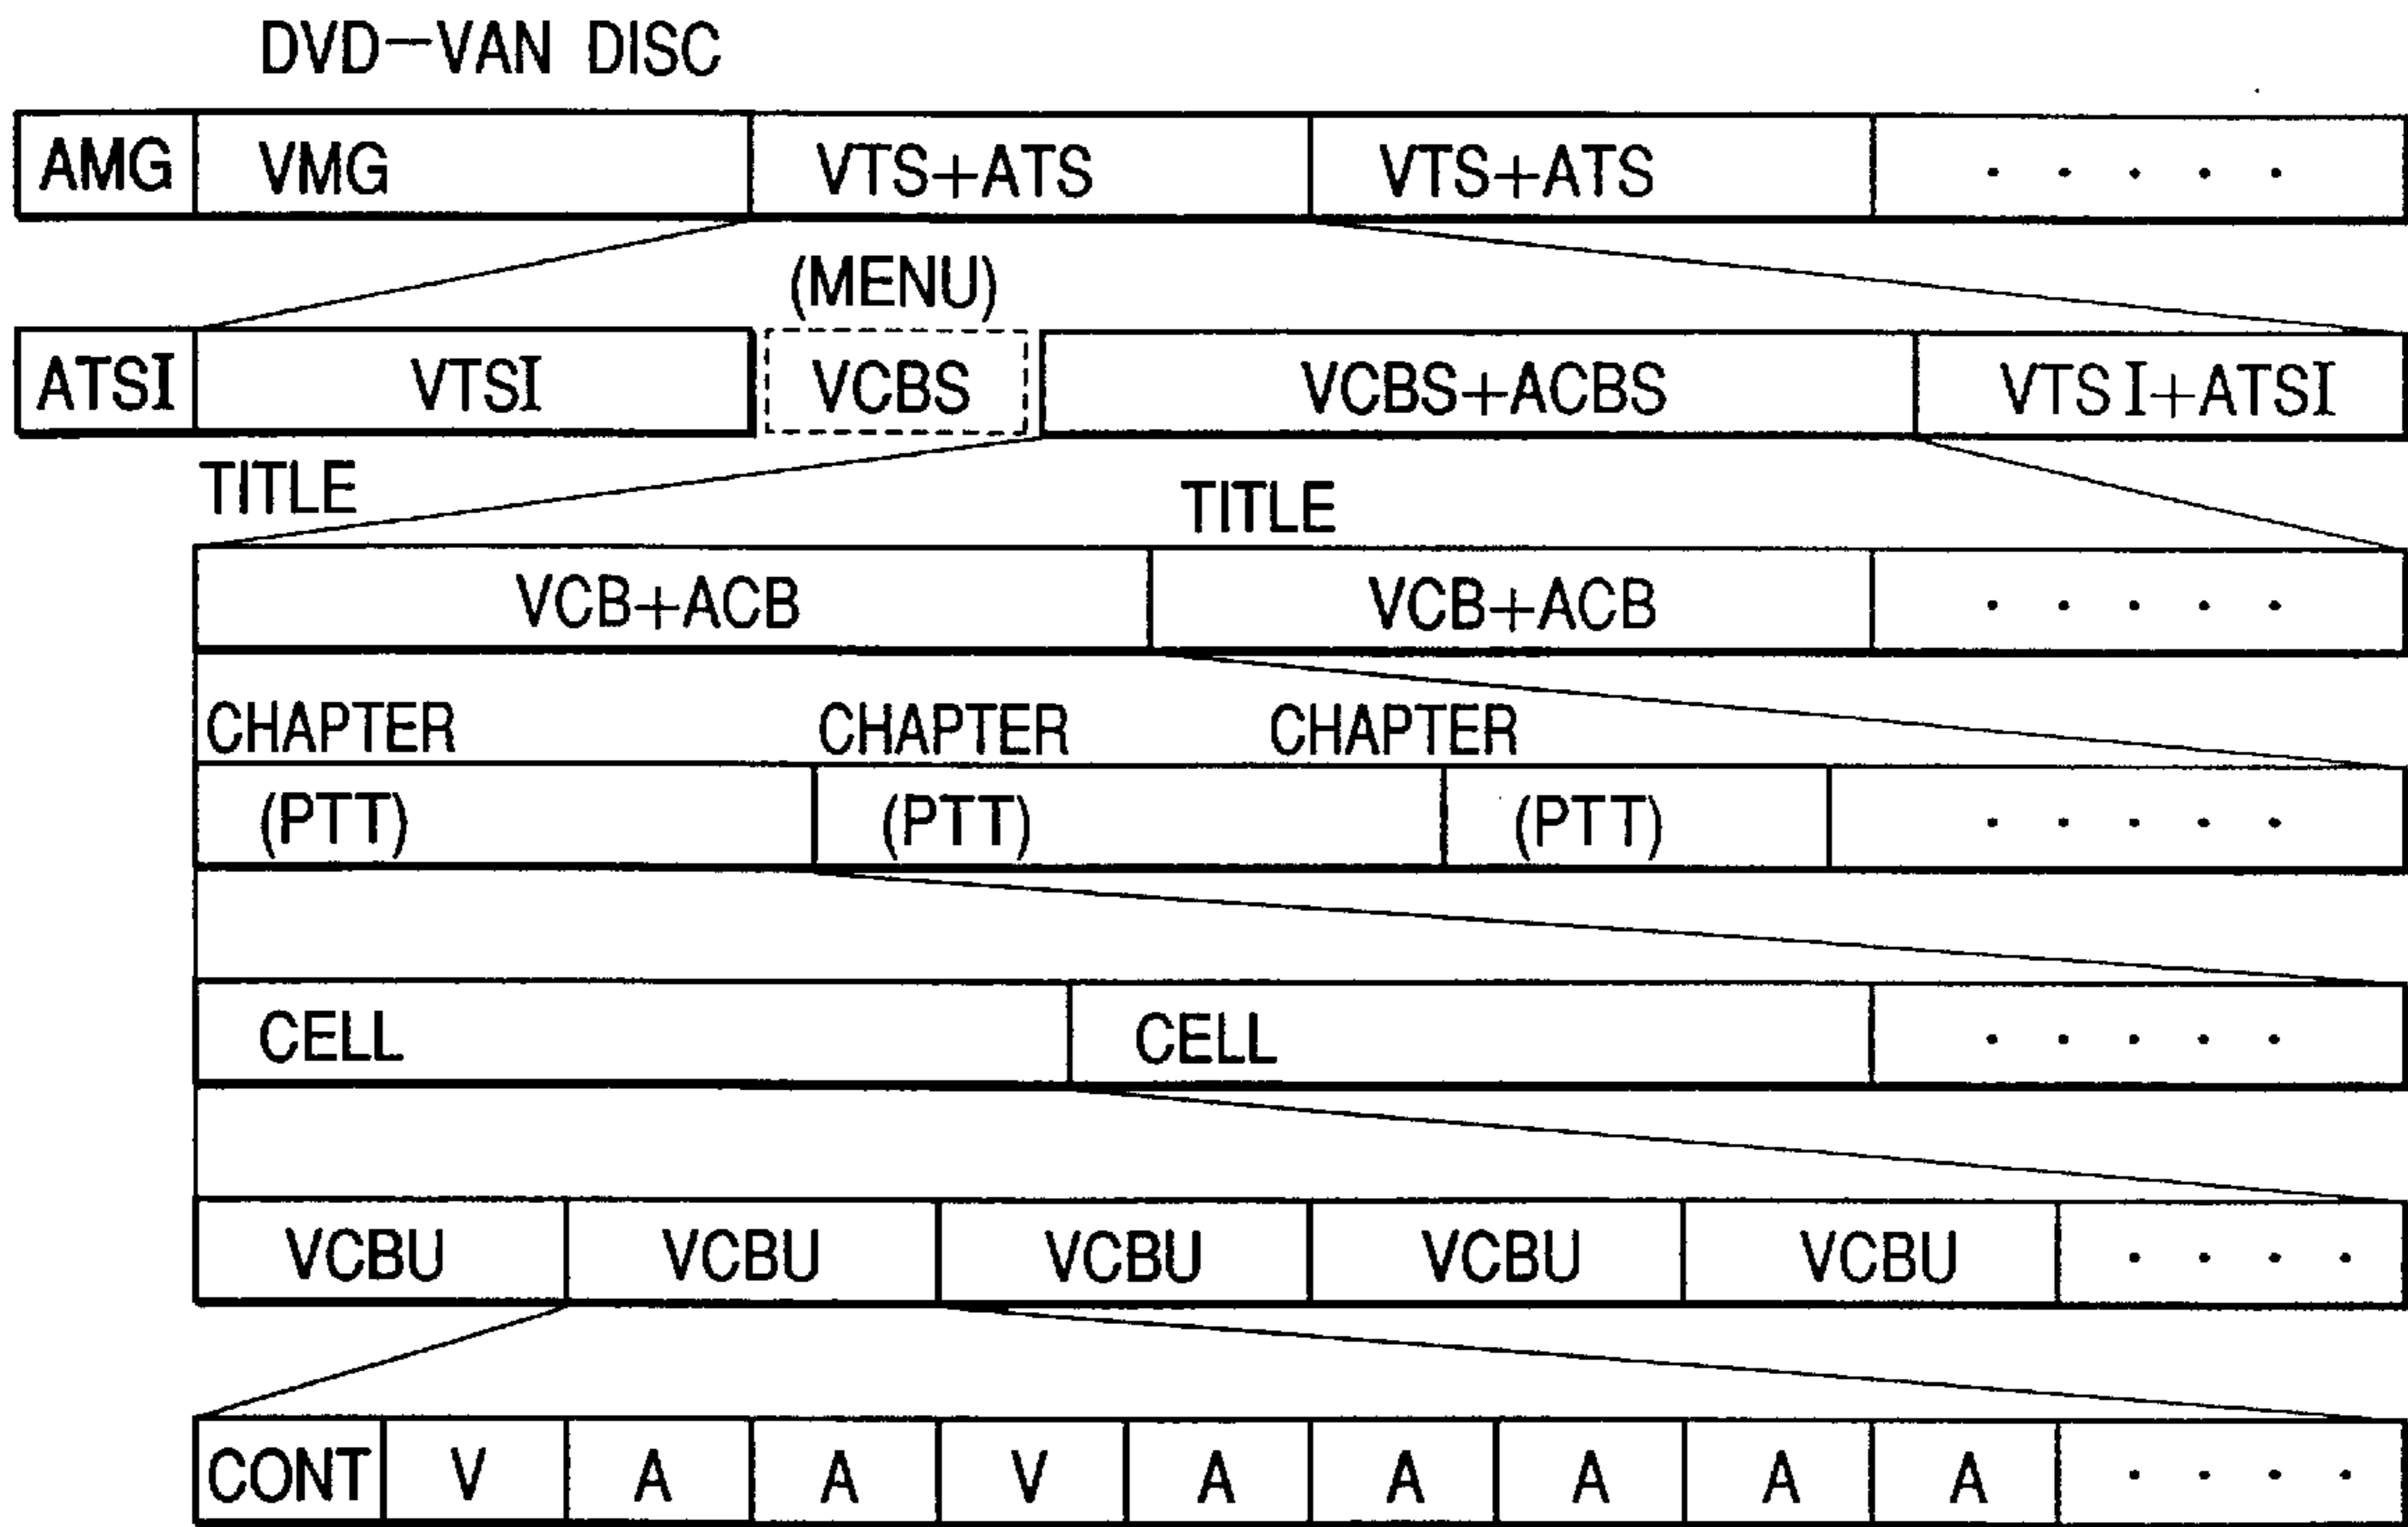 DVD—VAN DISC
AMG VMG VTS+ATS VTS+ATS · · · · ·
(MENU)
ATSI VTSI VCBS VCBS+ACBS VTSI+ATSI
TITLE TITLE
VCB+ACB VCB+ACB · · · · ·
CHAPTER CHAPTER CHAPTER
(PTT) (PTT) (PTT) · · · · ·
CELL CELL · · · · ·
VCBU VCBU VCBU VCBU VCBU · · · ·
CONT V A A V A A A A A · · · ·